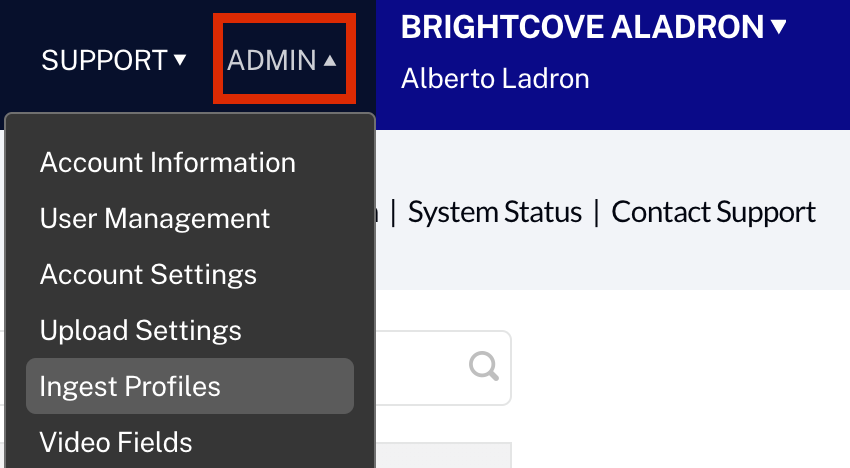 SUPPORT ▼ ADMIN ▲ BRIGHTCOVE ALADRON ▼
Alberto Ladron
Account Information
User Management
| System Status | Contact Support
Account Settings
Upload Settings
Ingest Profiles
Video Fields